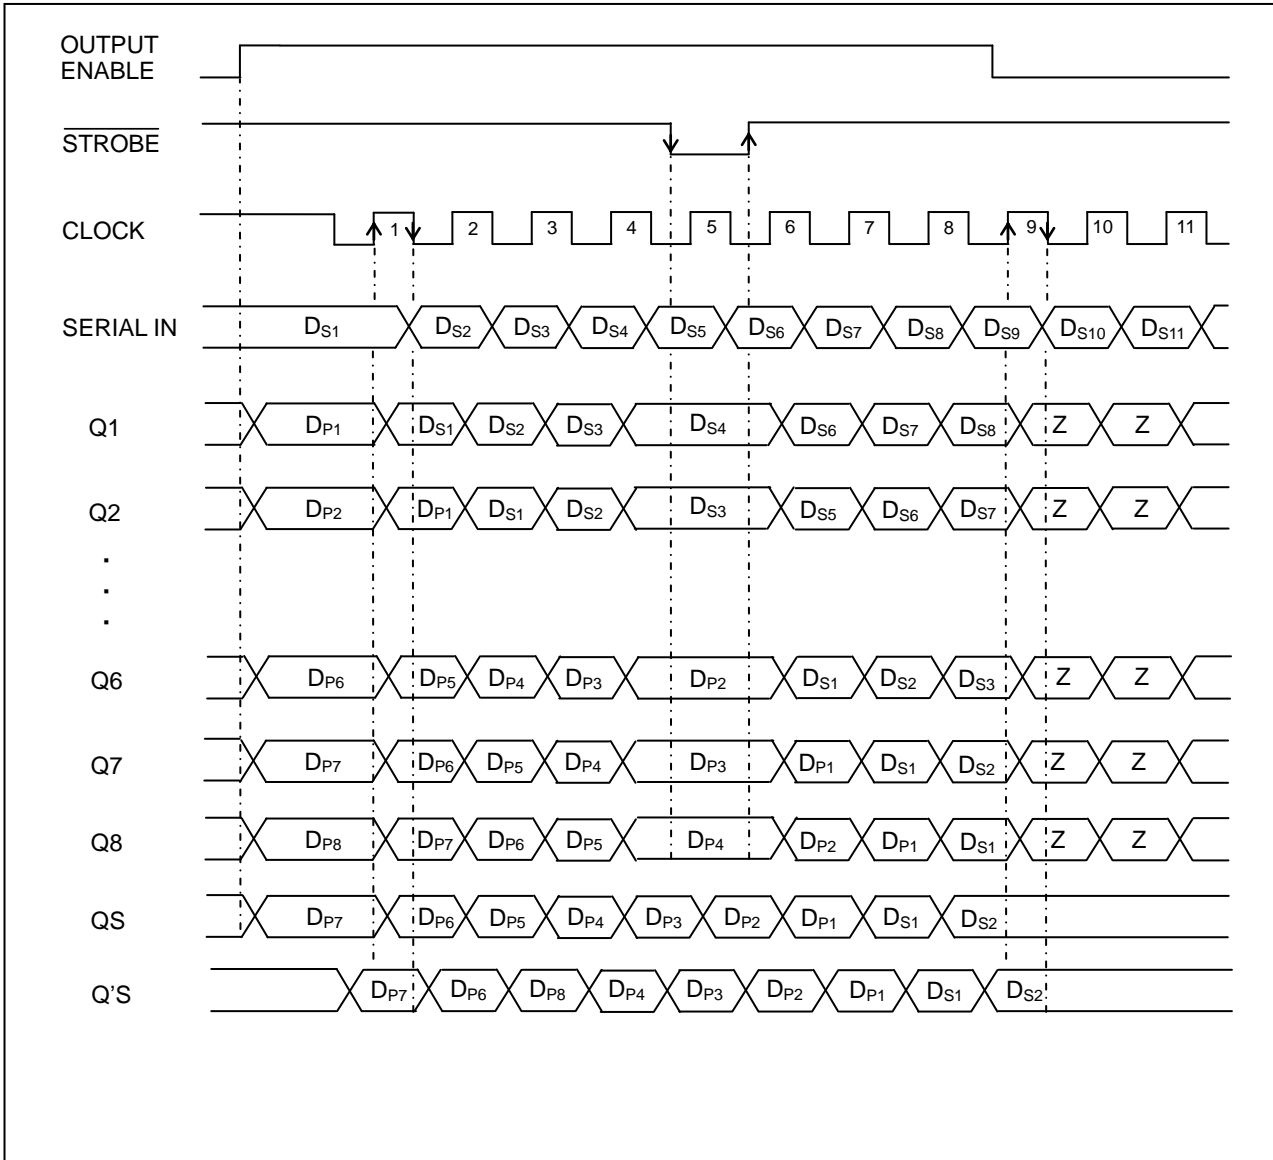 OUTPUT
ENABLE
STROBE
CLOCK 1 2 3 4 5 6 7 8 9 10 11
SERIAL IN DS1 DS2 DS3 DS4 DS5 DS6 DS7 DS8 DS9 DS10 DS11
Q1 DP1 DS1 DS2 DS3 DS4 DS6 DS7 DS8 Z Z
Q2 DP2 DP1 DS1 DS2 DS3 DS5 DS6 DS7 Z Z
.
.
.
Q6 DP6 DP5 DP4 DP3 DP2 DS1 DS2 DS3 Z Z
Q7 DP7 DP6 DP5 DP4 DP3 DP1 DS1 DS2 Z Z
Q8 DP8 DP7 DP6 DP5 DP4 DP2 DP1 DS1 Z Z
QS DP7 DP6 DP5 DP4 DP3 DP2 DP1 DS1 DS2
Q'S DP7 DP6 DP8 DP4 DP3 DP2 DP1 DS1 DS2